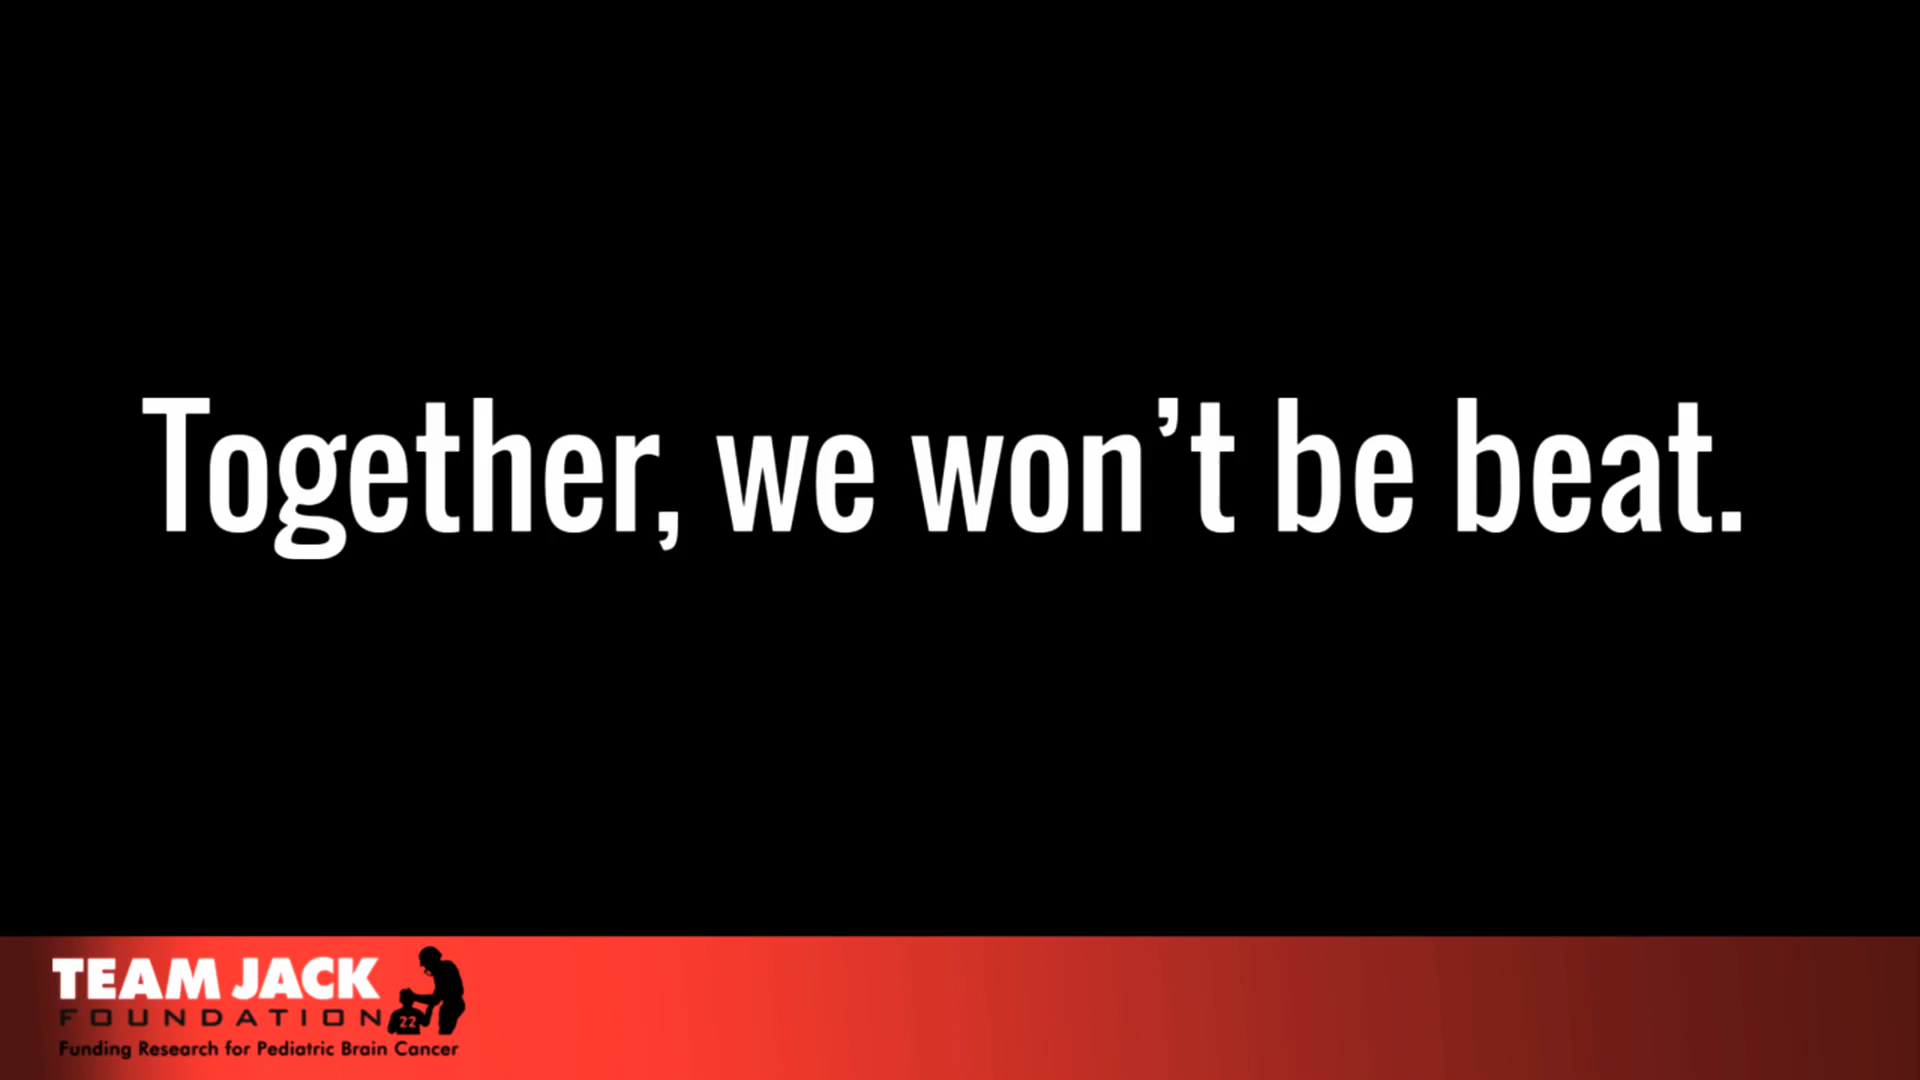 Together, we won’t be beat.
TEAM JACK
FOUNDATION
22
Funding Research for Pediatric Brain Cancer